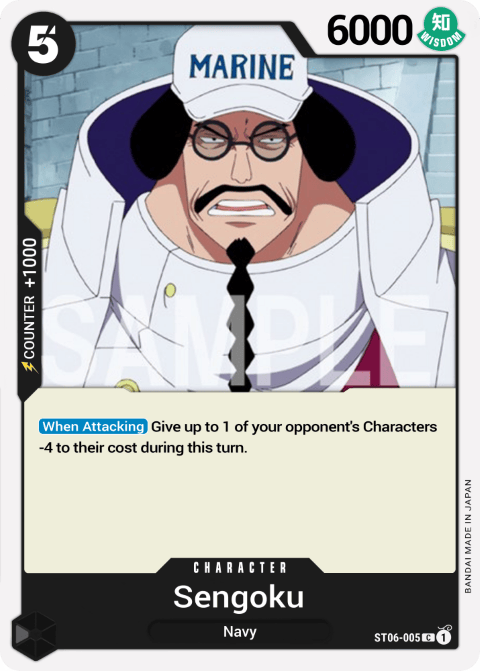 5
6000
知
WISDOM
MARINE
COUNTER +1000
SAMPLE
When Attacking Give up to 1 of your opponent's Characters
-4 to their cost during this turn.
CHARACTER
Sengoku
Navy
ST06-005 C 1
BANDAI MADE IN JAPAN